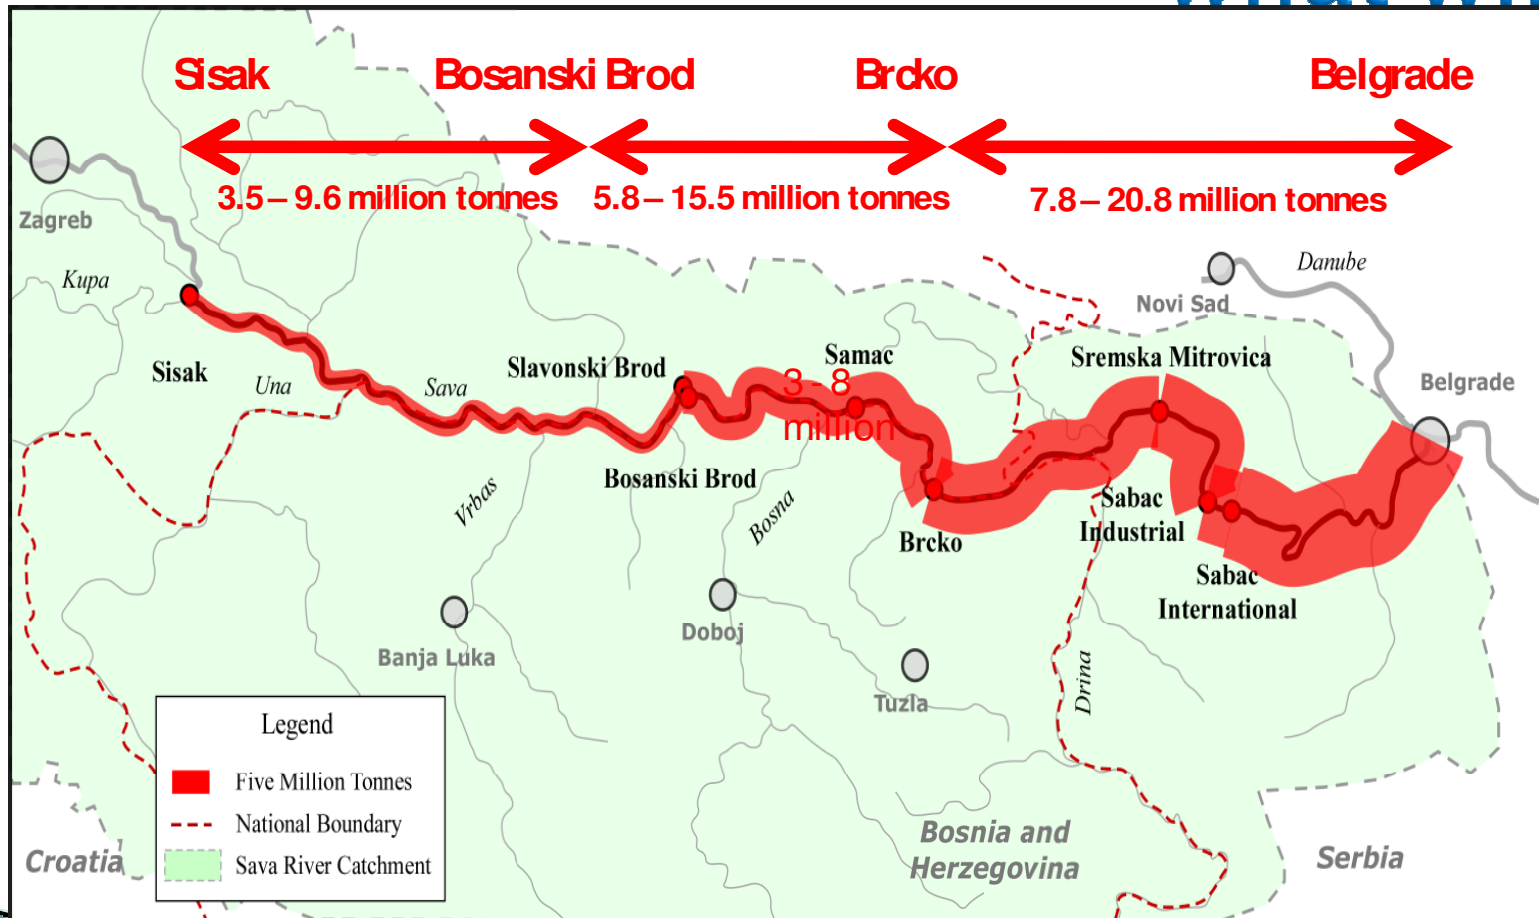 Sisak
Bosanski Brod
Brcko
Belgrade
3.5 – 9.6 million tonnes
5.8 – 15.5 million tonnes
7.8 – 20.8 million tonnes
Zagreb
Kupa
Danube
Novi Sad
Sisak
Una
Sava
Slavonski Brod
Samac
3 - 8
million
Sremska Mitrovica
Belgrade
Bosanski Brod
Vrbas
Bosna
Brcko
Sabac
Industrial
Sabac
International
Doboj
Banja Luka
Tuzla
Drina
Legend
Five Million Tonnes
National Boundary
Sava River Catchment
Croatia
Bosnia and
Herzegovina
Serbia